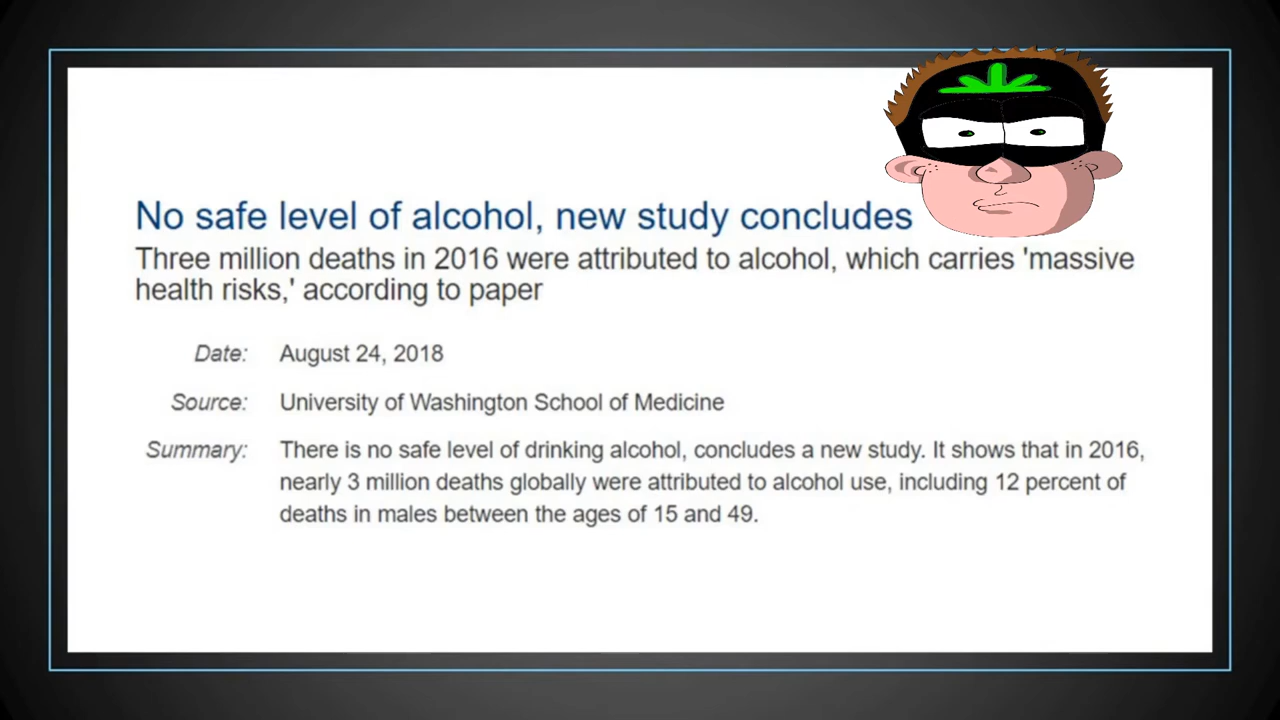 No safe level of alcohol, new study concludes
Three million deaths in 2016 were attributed to alcohol, which carries 'massive
health risks,' according to paper
Date: August 24, 2018
Source: University of Washington School of Medicine
Summary: There is no safe level of drinking alcohol, concludes a new study. It shows that in 2016,
nearly 3 million deaths globally were attributed to alcohol use, including 12 percent of
deaths in males between the ages of 15 and 49.